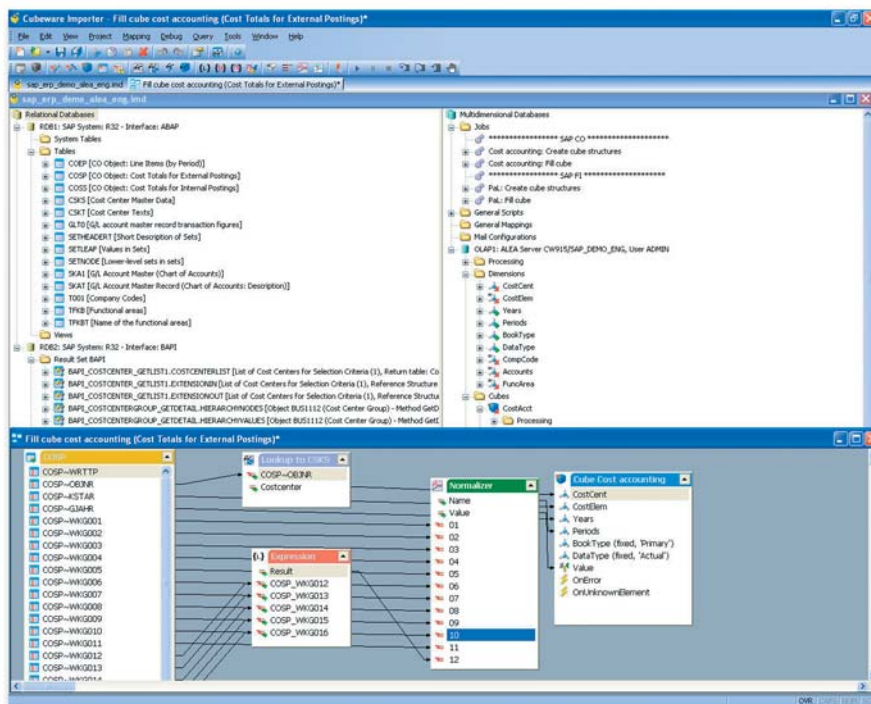 Cubeware Importer - Fill cube cost accounting (Cost Totals for External Postings)*
File Edit View Project Mapping Debug Query Tools Window Help
sap_erp_demo_alea_eng.imd Fill cube cost accounting (Cost Totals for External Postings)*
sap_erp_demo_alea_eng.imd
Relational Databases
RDB1: SAP System: R32 - Interface: ABAP
System Tables
Tables
COEP [CO Object: Line Items (by Period)]
COSP [CO Object: Cost Totals for External Postings]
COSS [CO Object: Cost Totals for Internal Postings]
CSKS [Cost Center Master Data]
CSKT [Cost Center Texts]
GLT0 [G/L account master record transaction figures]
SETHEADERT [Short Description of Sets]
SETLEAF [Values in Sets]
SETNODE [Lower-level sets in sets]
SKA1 [G/L Account Master (Chart of Accounts)]
SKAT [G/L Account Master Record (Chart of Accounts: Description)]
T001 [Company Codes]
TFKB [Functional areas]
TFKBT [Name of the functional areas]
Views
RDB2: SAP System: R32 - Interface: BAPI
Result Set BAPI
BAPI_COSTCENTER_GETLIST1.COSTCENTERLIST [List of Cost Centers for Selection Criteria (1), Return table: Co
BAPI_COSTCENTER_GETLIST1.EXTENSIONIN [List of Cost Centers for Selection Criteria (1), Reference Structure
BAPI_COSTCENTER_GETLIST1.EXTENSIONOUT [List of Cost Centers for Selection Criteria (1), Reference Structu
BAPI_COSTCENTERGROUP_GETDETAIL.HIERARCHYNODES [Object BUS1112 (Cost Center Group) - Method GetD
BAPI_COSTCENTERGROUP_GETDETAIL.HIERARCHYVALUES [Object BUS1112 (Cost Center Group) - Method GetD
Multidimensional Databases
Jobs
****************** SAP CO *********************
Cost accounting: Create cube structures
Cost accounting: Fill cube
****************** SAP FI *********************
PaL: Create cube structures
PaL: Fill cube
General Scripts
General Mappings
Mail Configurations
OLAP1: ALEA Server CW915/SAP_DEMO_ENG, User ADMIN
Processing
Dimensions
CostCent
CostElem
Years
Periods
BookType
DataType
CompCode
Accounts
FuncArea
Cubes
CostAcct
Processing
Fill cube cost accounting (Cost Totals for External Postings)*
COSP
COSP~WRTTP
COSP~OBJNR
COSP~KSTAR
COSP~GJAHR
COSP~WKG001
COSP~WKG002
COSP~WKG003
COSP~WKG004
COSP~WKG005
COSP~WKG006
COSP~WKG007
COSP~WKG008
COSP~WKG009
COSP~WKG010
COSP~WKG011
COSP~WKG012
COSP~WKG013
COSP~WKG014
Lookup to CSKS
COSP~OBJNR
Costcenter
{...} Expression
Result
COSP_WKG012
COSP_WKG013
COSP_WKG014
COSP_WKG015
COSP_WKG016
Normalizer
Name
Value
01
02
03
04
05
06
07
08
09
10
11
12
Cube Cost accounting
CostCent
CostElem
Years
Periods
BookType (fixed, 'Primary')
DataType (fixed, 'Actual')
Value
OnError
OnUnknownElement
OVR